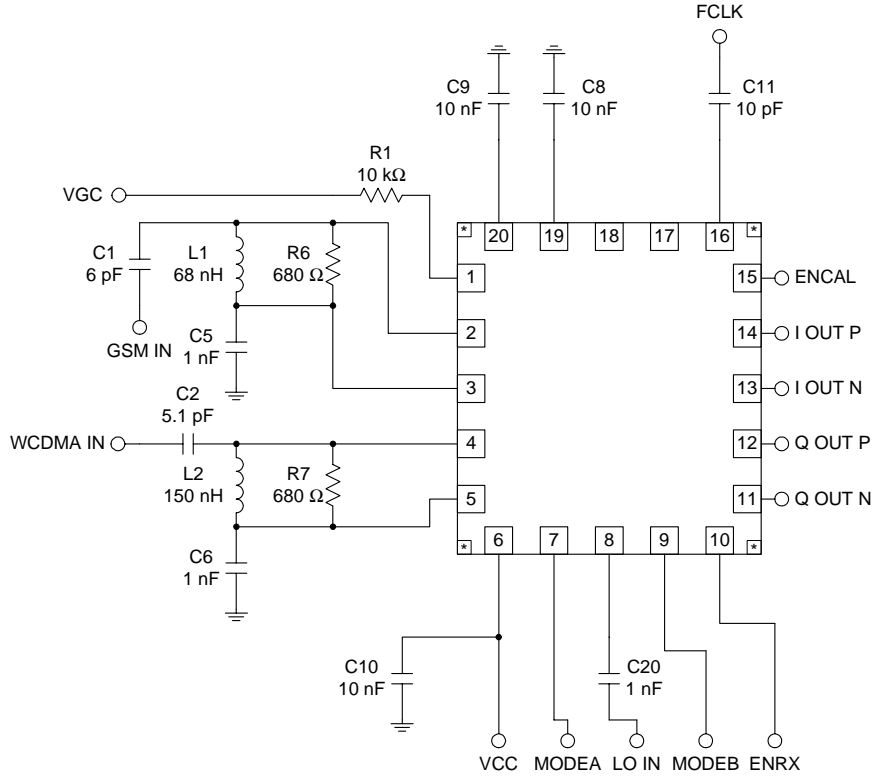 FCLK
C9
10 nF
C8
10 nF
C11
10 pF
R1
10 kΩ
VGC
* 20 19 18 17 16 *
C1
6 pF
L1
68 nH
R6
680 Ω
1
15 ENCAL
GSM IN
C5
1 nF
2
14 I OUT P
3
13 I OUT N
C2
5.1 pF
WCDMA IN
4
12 Q OUT P
L2
150 nH
R7
680 Ω
5
11 Q OUT N
* 6 7 8 9 10 *
C6
1 nF
C10
10 nF
C20
1 nF
VCC MODEA LO IN MODEB ENRX